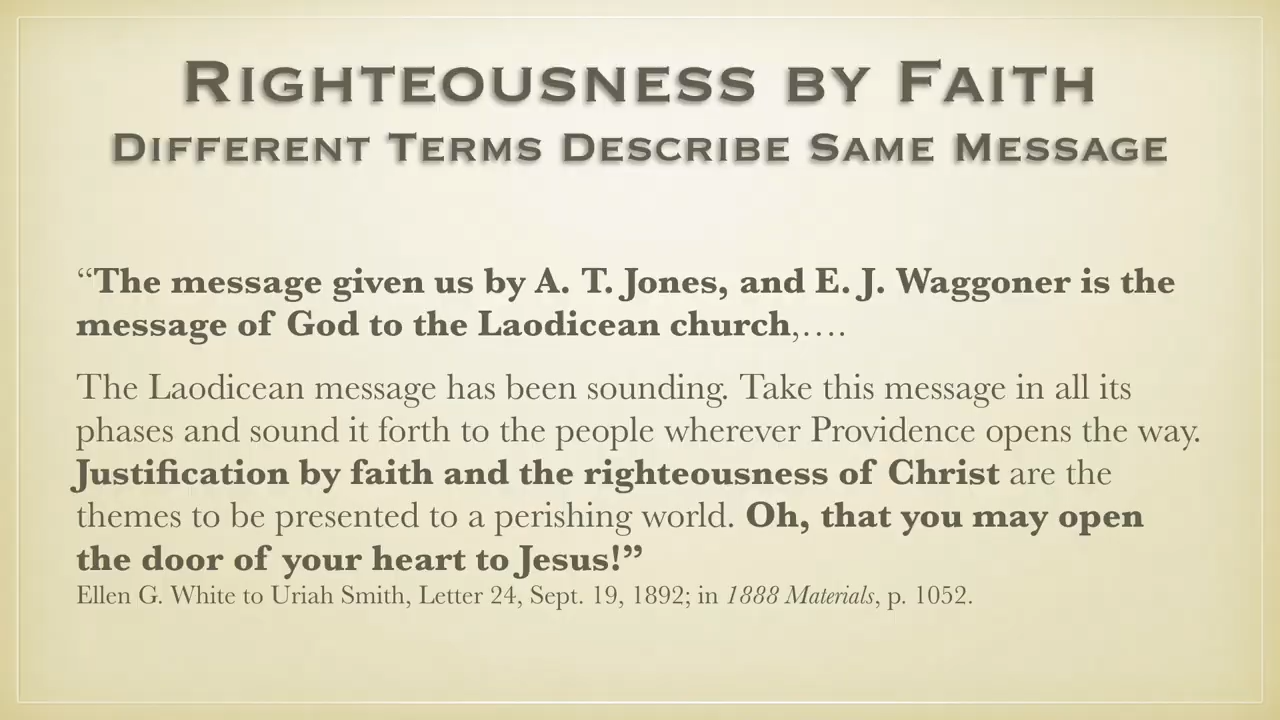 Righteousness by Faith
Different Terms Describe Same Message
“The message given us by A. T. Jones, and E. J. Waggoner is the
message of God to the Laodicean church,….
The Laodicean message has been sounding. Take this message in all its
phases and sound it forth to the people wherever Providence opens the way.
Justification by faith and the righteousness of Christ are the
themes to be presented to a perishing world. Oh, that you may open
the door of your heart to Jesus!”
Ellen G. White to Uriah Smith, Letter 24, Sept. 19, 1892; in 1888 Materials, p. 1052.